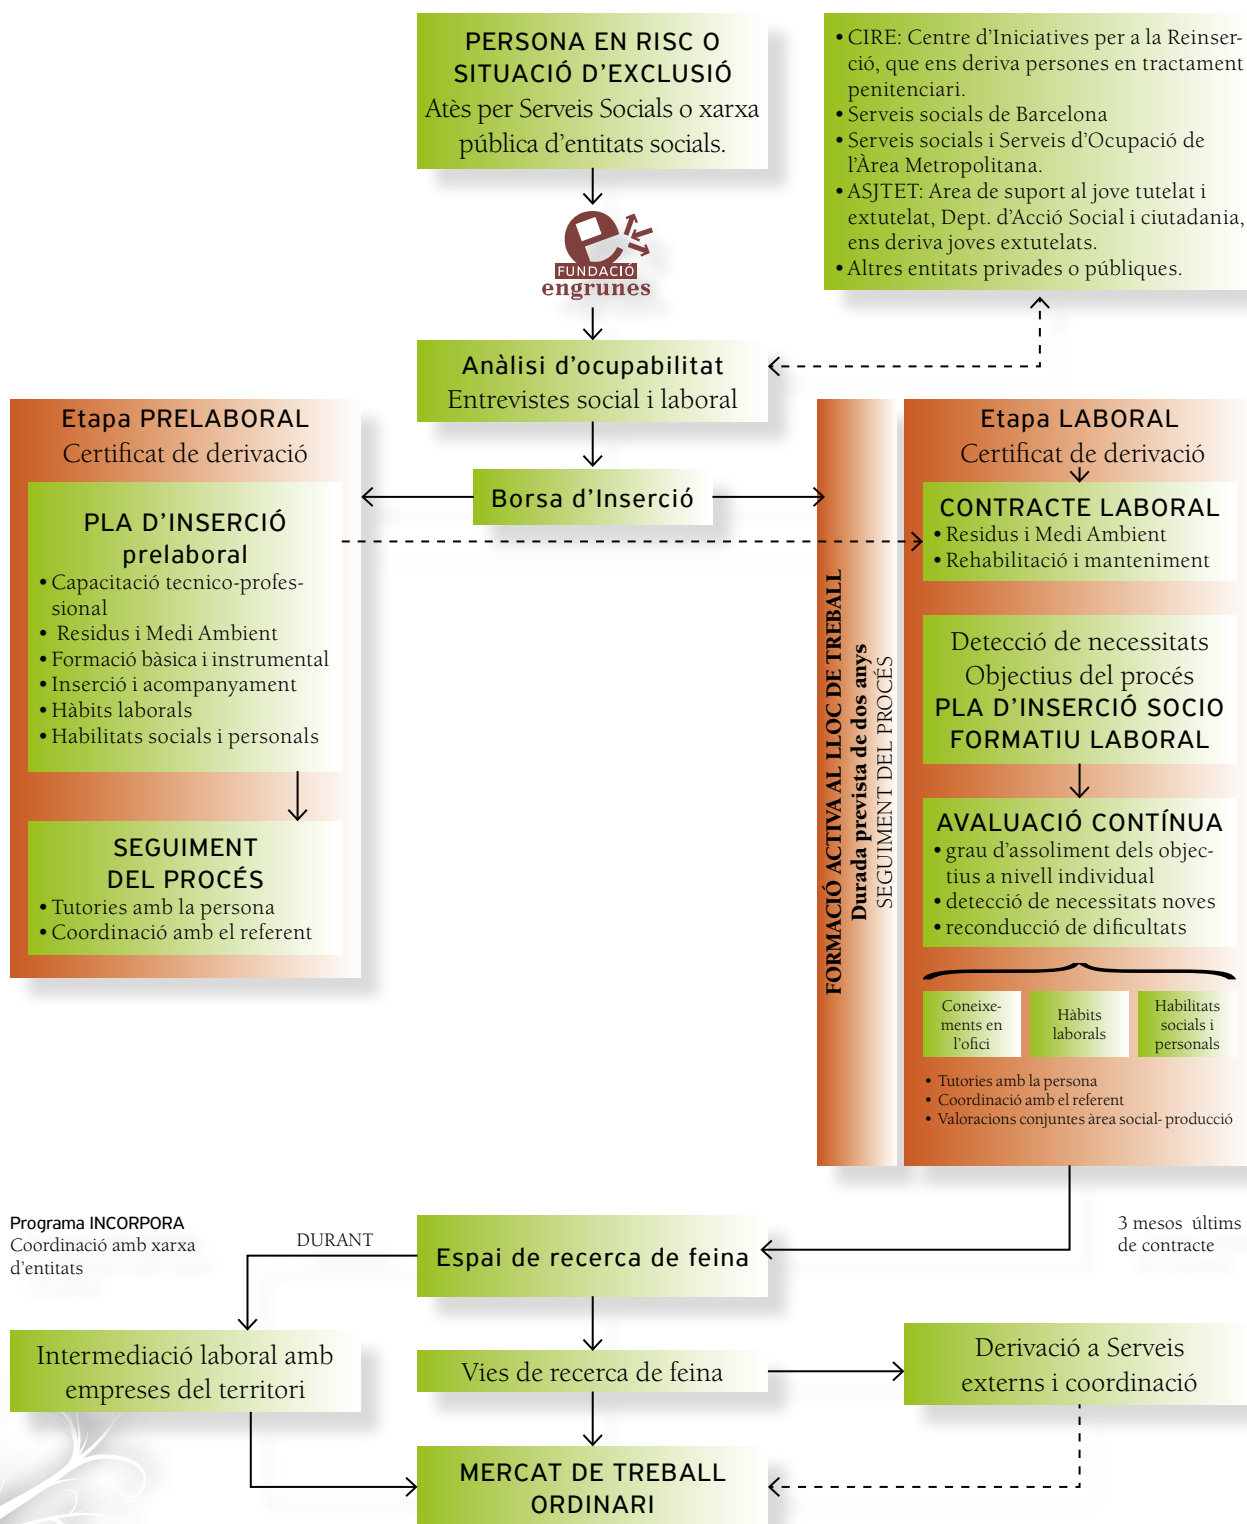 PERSONA EN RISC O
SITUACIÓ D'EXCLUSIÓ
Atès per Serveis Socials o xarxa
pública d'entitats socials.
• CIRE: Centre d'Iniciatives per a la Reinser-
ció, que ens deriva persones en tractament
penitenciari.
• Serveis socials de Barcelona
• Serveis socials i Serveis d'Ocupació de
l'Àrea Metropolitana.
• ASJTET: Area de suport al jove tutelat i
extutelat, Dept. d'Acció Social i ciutadania,
ens deriva joves extutelats.
• Altres entitats privades o públiques.
FUNDACIÓ
engrunes
Anàlisi d'ocupabilitat
Entrevistes social i laboral
Borsa d'Inserció
Etapa PRELABORAL
Certificat de derivació
PLA D'INSERCIÓ
prelaboral
• Capacitació tecnico-profes-
sional
• Residus i Medi Ambient
• Formació bàsica i instrumental
• Inserció i acompanyament
• Hàbits laborals
• Habilitats socials i personals
SEGUIMENT
DEL PROCÉS
• Tutories amb la persona
• Coordinació amb el referent
FORMACIÓ ACTIVA AL LLOC DE TREBALL
Durada prevista de dos anys
SEGUIMENT DEL PROCÉS
Etapa LABORAL
Certificat de derivació
CONTRACTE LABORAL
• Residus i Medi Ambient
• Rehabilitació i manteniment
Detecció de necessitats
Objectius del procés
PLA D'INSERCIÓ SOCIO
FORMATIU LABORAL
AVALUACIÓ CONTÍNUA
• grau d'assoliment dels objec-
tius a nivell individual
• detecció de necessitats noves
• reconducció de dificultats
Coneixe-
ments en
l'ofici
Hàbits
laborals
Habilitats
socials i
personals
• Tutories amb la persona
• Coordinació amb el referent
• Valoracions conjuntes àrea social- producció
Programa INCORPORA
Coordinació amb xarxa
d'entitats
DURANT
Espai de recerca de feina
3 mesos últims
de contracte
Intermediació laboral amb
empreses del territori
Vies de recerca de feina
Derivació a Serveis
externs i coordinació
MERCAT DE TREBALL
ORDINARI